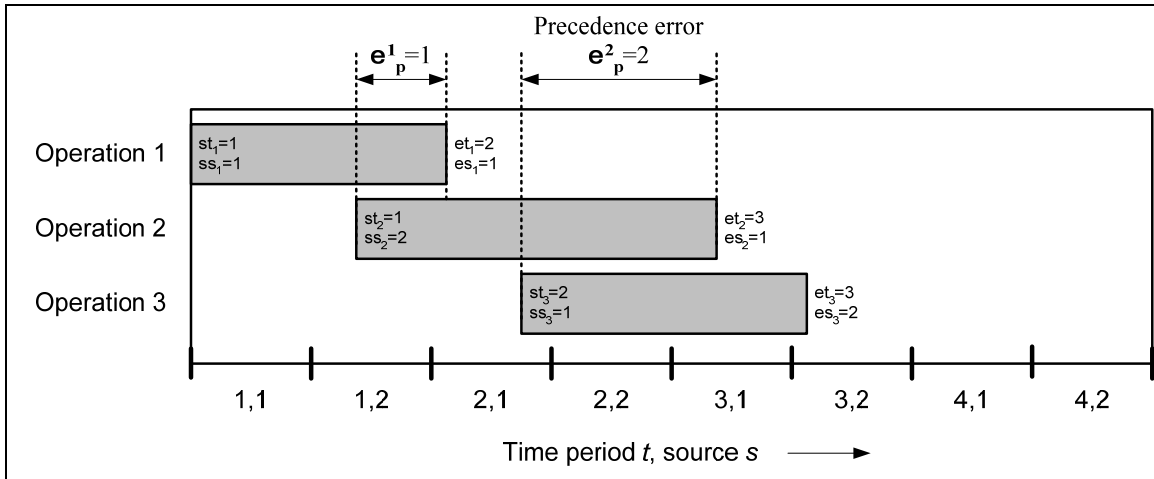 Precedence error
e¹ₚ=1
e²ₚ=2
Operation 1
st₁=1
ss₁=1
et₁=2
es₁=1
Operation 2
st₂=1
ss₂=2
et₂=3
es₂=1
Operation 3
st₃=2
ss₃=1
et₃=3
es₃=2
1,1 1,2 2,1 2,2 3,1 3,2 4,1 4,2
Time period t, source s